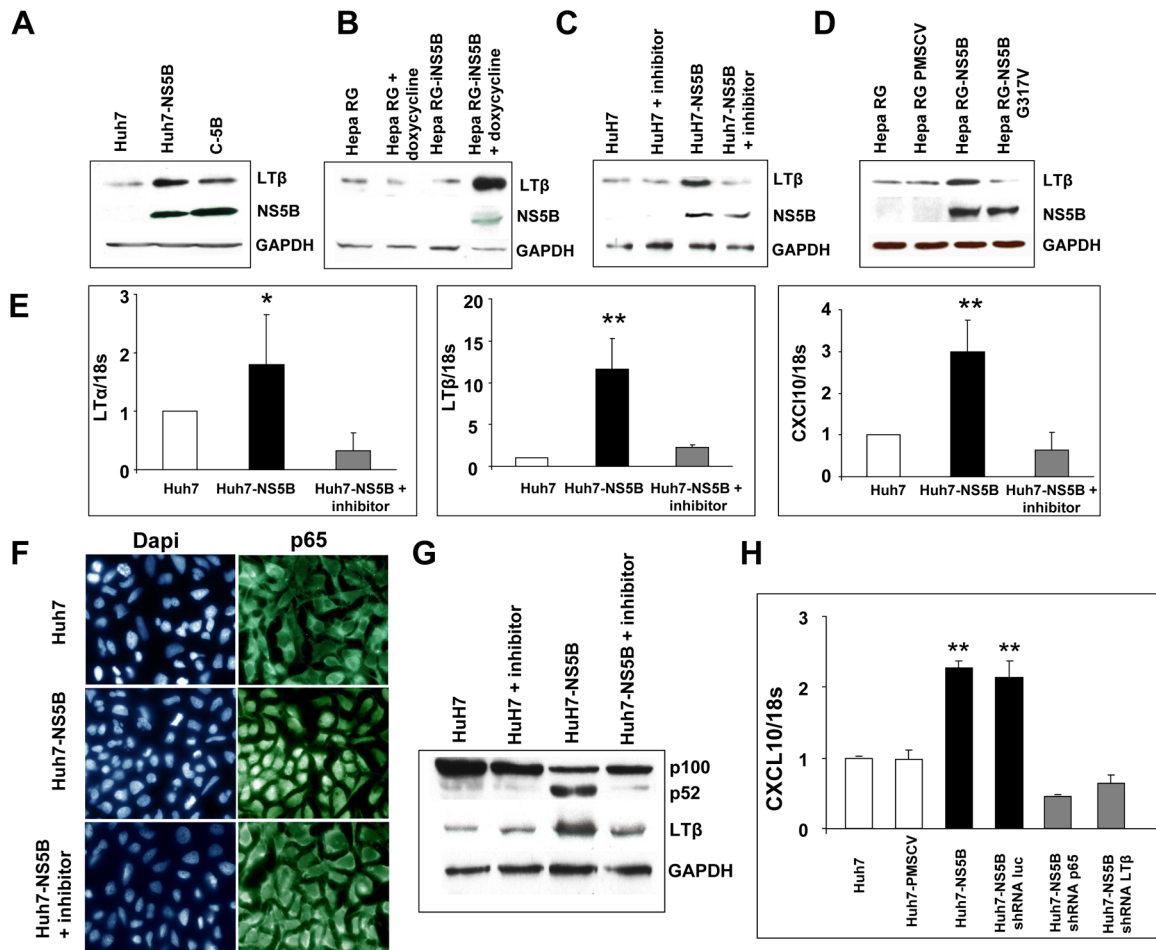 A
Huh7
Huh7-NS5B
C-5B
LTβ
NS5B
GAPDH
B
Hepa RG
Hepa RG +
doxycycline
Hepa RG-iNS5B
Hepa RG-iNS5B
+ doxycycline
LTβ
NS5B
GAPDH
C
HuH7
HuH7 + inhibitor
HuH7-NS5B
Huh7-NS5B
+ inhibitor
LTβ
NS5B
GAPDH
D
Hepa RG
Hepa RG PMSCV
Hepa RG-NS5B
Hepa RG-NS5B
G317V
LTβ
NS5B
GAPDH
E
LTα/18s
3
2
1
0
*
Huh7
Huh7-NS5B
Huh7-NS5B +
inhibitor
LTβ/18s
20
15
10
5
0
**
Huh7
Huh7-NS5B
Huh7-NS5B +
inhibitor
CXCl10/18s
4
3
2
1
0
**
Huh7
Huh7-NS5B
Huh7-NS5B +
inhibitor
F
Dapi
p65
Huh7
Huh7-NS5B
Huh7-NS5B
+ inhibitor
G
HuH7
HuH7 + inhibitor
HuH7-NS5B
Huh7-NS5B + inhibitor
p100
p52
LTβ
GAPDH
H
CXCL10/18s
3
2
1
0
**
**
Huh7
Huh7-PMSCV
Huh7-NS5B
Huh7-NS5B
shRNA luc
Huh7-NS5B
shRNA p65
Huh7-NS5B
shRNA LTβ